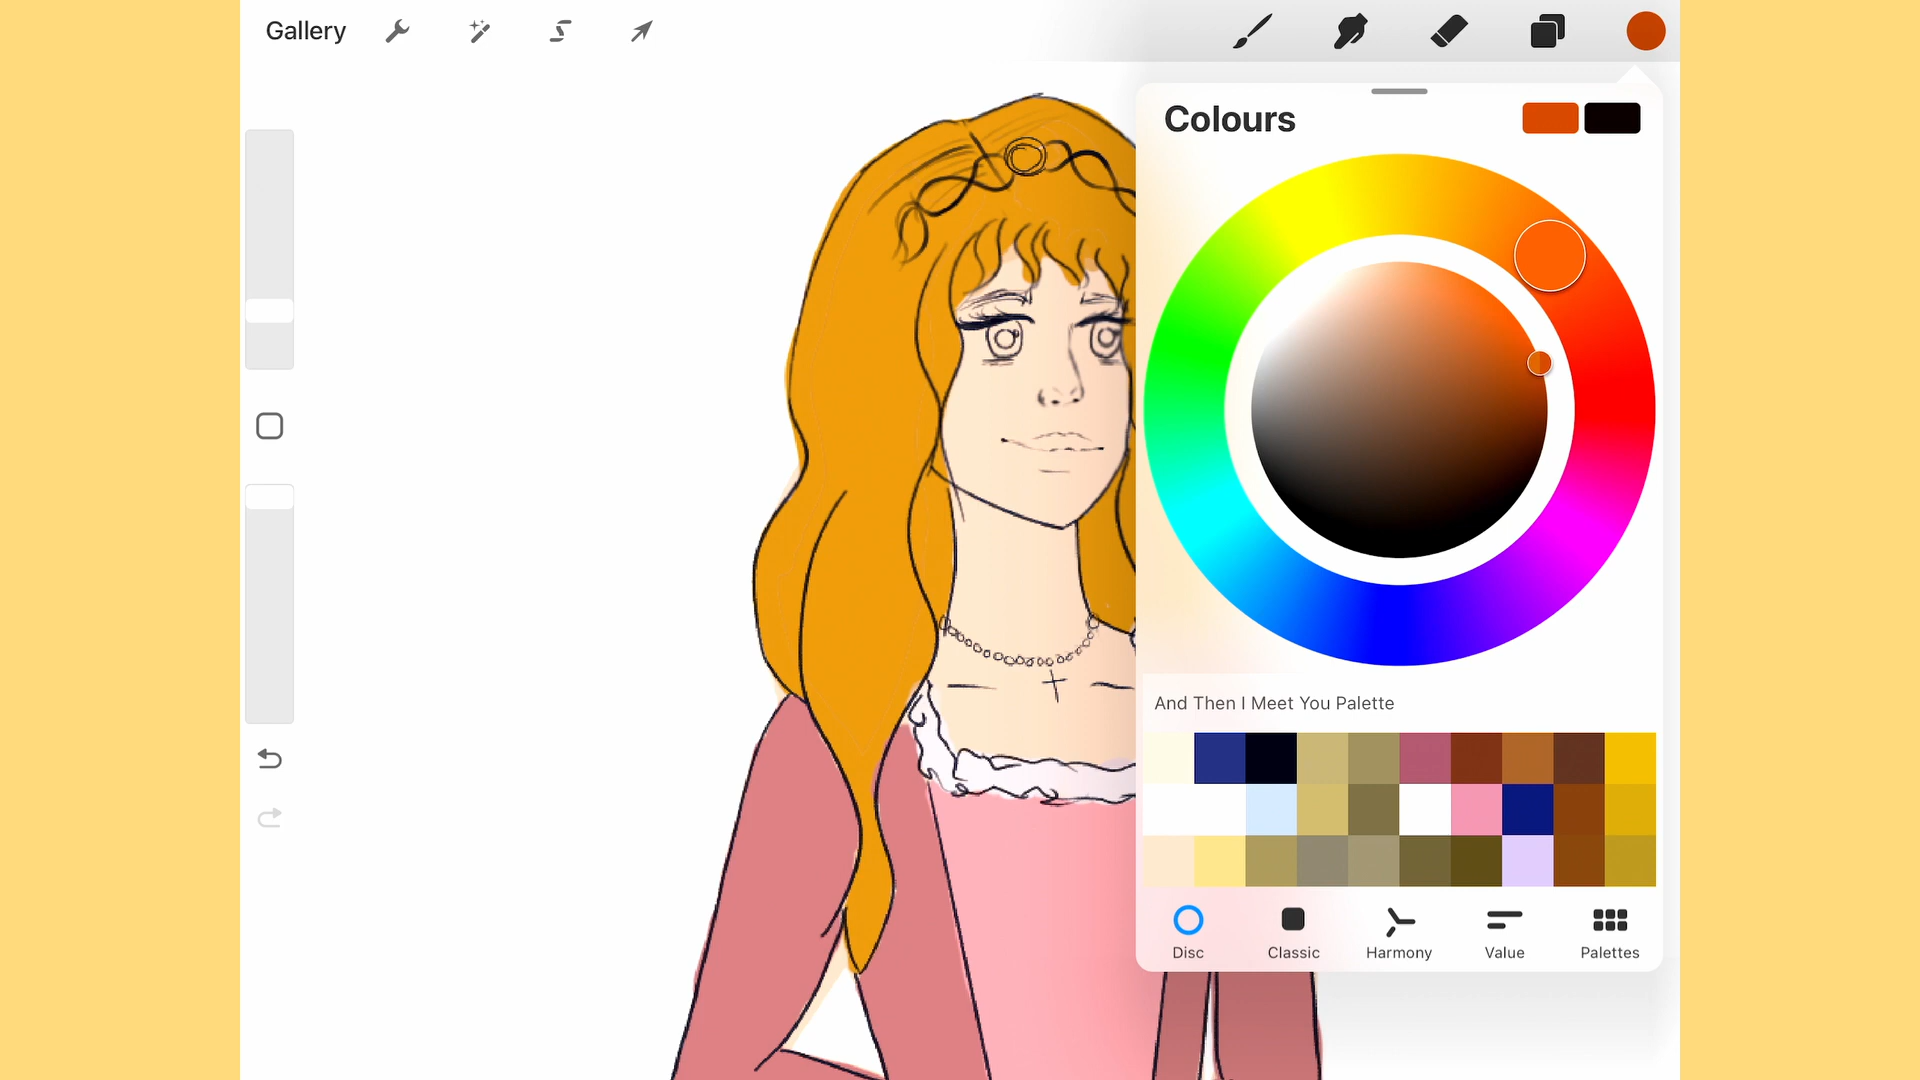 Gallery
Colours
And Then I Meet You Palette
Disc Classic Harmony Value Palettes